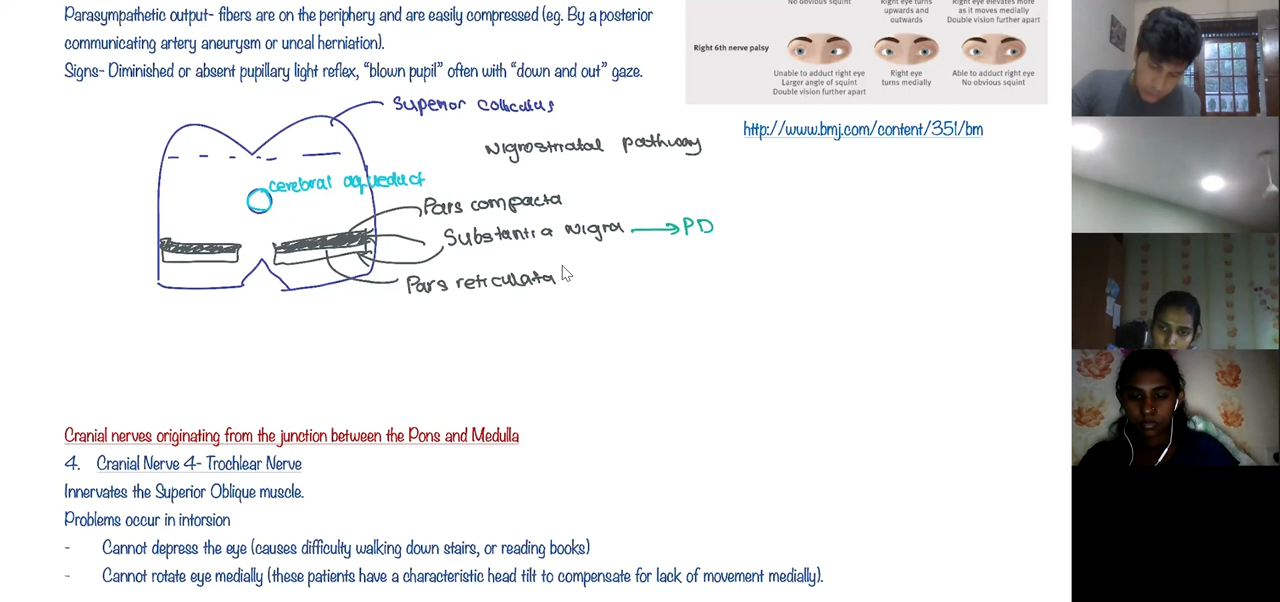 Parasympathetic output- fibers are on the periphery and are easily compressed (eg. By a posterior
communicating artery aneurysm or uncal herniation).
Signs- Diminished or absent pupillary light reflex, “blown pupil” often with “down and out” gaze.
No obvious squint
Right eye turns
upwards and
outwards
Right eye elevates more
as it moves medially
Double vision further apart
Right 6th nerve palsy
Unable to adduct right eye
Larger angle of squint
Double vision further apart
Right eye
turns medially
Able to adduct right eye
No obvious squint
http://www.bmj.com/content/351/bm
Superior colliculus
Nigrostriatal pathway
cerebral aqueduct
Pars compacta
Substantia Nigra → PD
Pars reticulata
Cranial nerves originating from the junction between the Pons and Medulla
4. Cranial Nerve 4- Trochlear Nerve
Innervates the Superior Oblique muscle.
Problems occur in intorsion
- Cannot depress the eye (causes difficulty walking down stairs, or reading books)
- Cannot rotate eye medially (these patients have a characteristic head tilt to compensate for lack of movement medially).